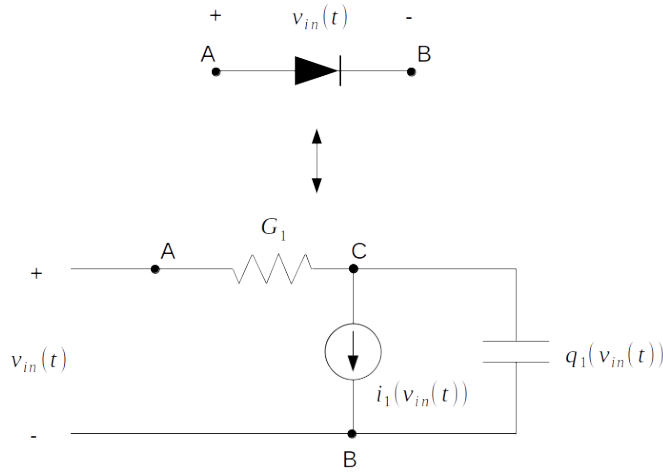 + v_in(t) -
A B
G_1
A C
+
v_in(t)
q_1(v_in(t))
i_1(v_in(t))
-
B